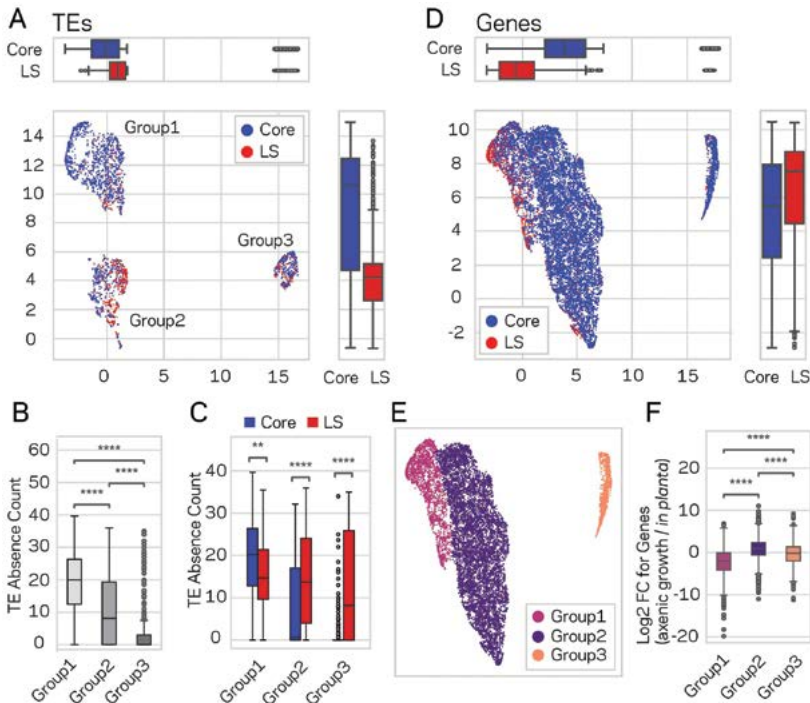 A TEs
Core
LS
14
12
10
8
6
4
2
0
Group1
Core
LS
Group3
Group2
0 5 10 15
Core LS
D Genes
Core
LS
10
8
6
4
2
0
-2
Core
LS
0 5 10 15
Core LS
B
TE Absence Count
60
50
40
30
20
10
0
****
****
****
Group1
Group2
Group3
C
Core LS
TE Absence Count
40
30
20
10
0
**
****
****
Group1
Group2
Group3
E
Group1
Group2
Group3
F
Log2 FC for Genes
(axenic growth / in planta)
20
10
0
-10
-20
****
****
****
Group1
Group2
Group3